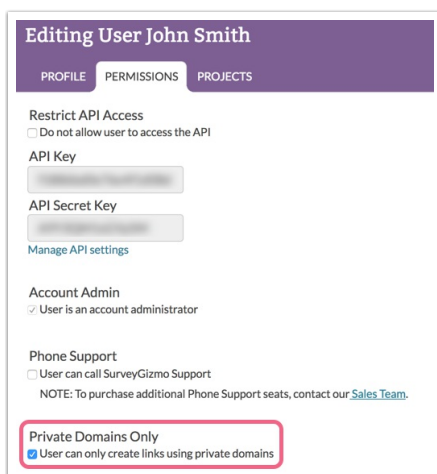 Editing User John Smith
PROFILE PERMISSIONS PROJECTS
Restrict API Access
Do not allow user to access the API
API Key
API Secret Key
Manage API settings
Account Admin
User is an account administrator
Phone Support
User can call SurveyGizmo Support
NOTE: To purchase additional Phone Support seats, contact our Sales Team.
Private Domains Only
User can only create links using private domains